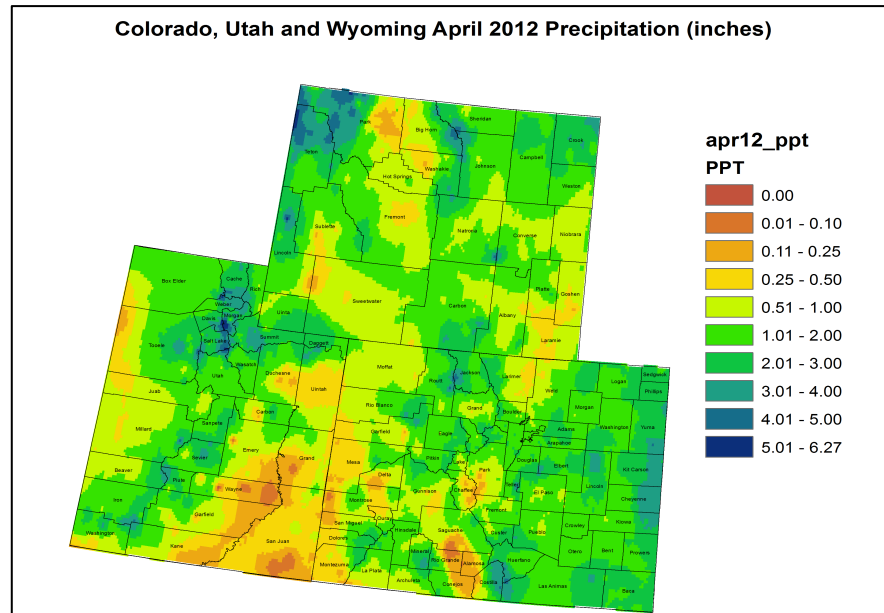 Colorado, Utah and Wyoming April 2012 Precipitation (inches)
Park
Big Horn
Sheridan
Crook
Campbell
Teton
Washakie
Johnson
Hot Springs
Weston
Fremont
Sublette
Natrona
Converse
Niobrara
Lincoln
Platte
Goshen
Sweetwater
Carbon
Albany
Uinta
Laramie
Box Elder
Cache
Rich
Weber
Davis
Morgan
Salt Lake
Summit
Daggett
Tooele
Wasatch
Duchesne
Utah
Uintah
Juab
Carbon
Sanpete
Millard
Emery
Grand
Sevier
Beaver
Piute
Wayne
Iron
Garfield
Washington
Kane
San Juan
Moffat
Routt
Jackson
Larimer
Weld
Logan
Sedgwick
Phillips
Morgan
Rio Blanco
Grand
Boulder
Washington
Yuma
Garfield
Eagle
Adams
Arapahoe
Pitkin
Lake
Park
Douglas
Elbert
Kit Carson
Mesa
Delta
Gunnison
Chaffee
Teller
El Paso
Lincoln
Cheyenne
Montrose
Fremont
Ouray
Kiowa
San Miguel
Saguache
Custer
Pueblo
Crowley
Dolores
Hinsdale
Otero
Bent
Prowers
Mineral
Rio Grande
Alamosa
Huerfano
Montezuma
La Plata
Archuleta
Conejos
Costilla
Las Animas
Baca
apr12_ppt
PPT
0.00
0.01 - 0.10
0.11 - 0.25
0.25 - 0.50
0.51 - 1.00
1.01 - 2.00
2.01 - 3.00
3.01 - 4.00
4.01 - 5.00
5.01 - 6.27